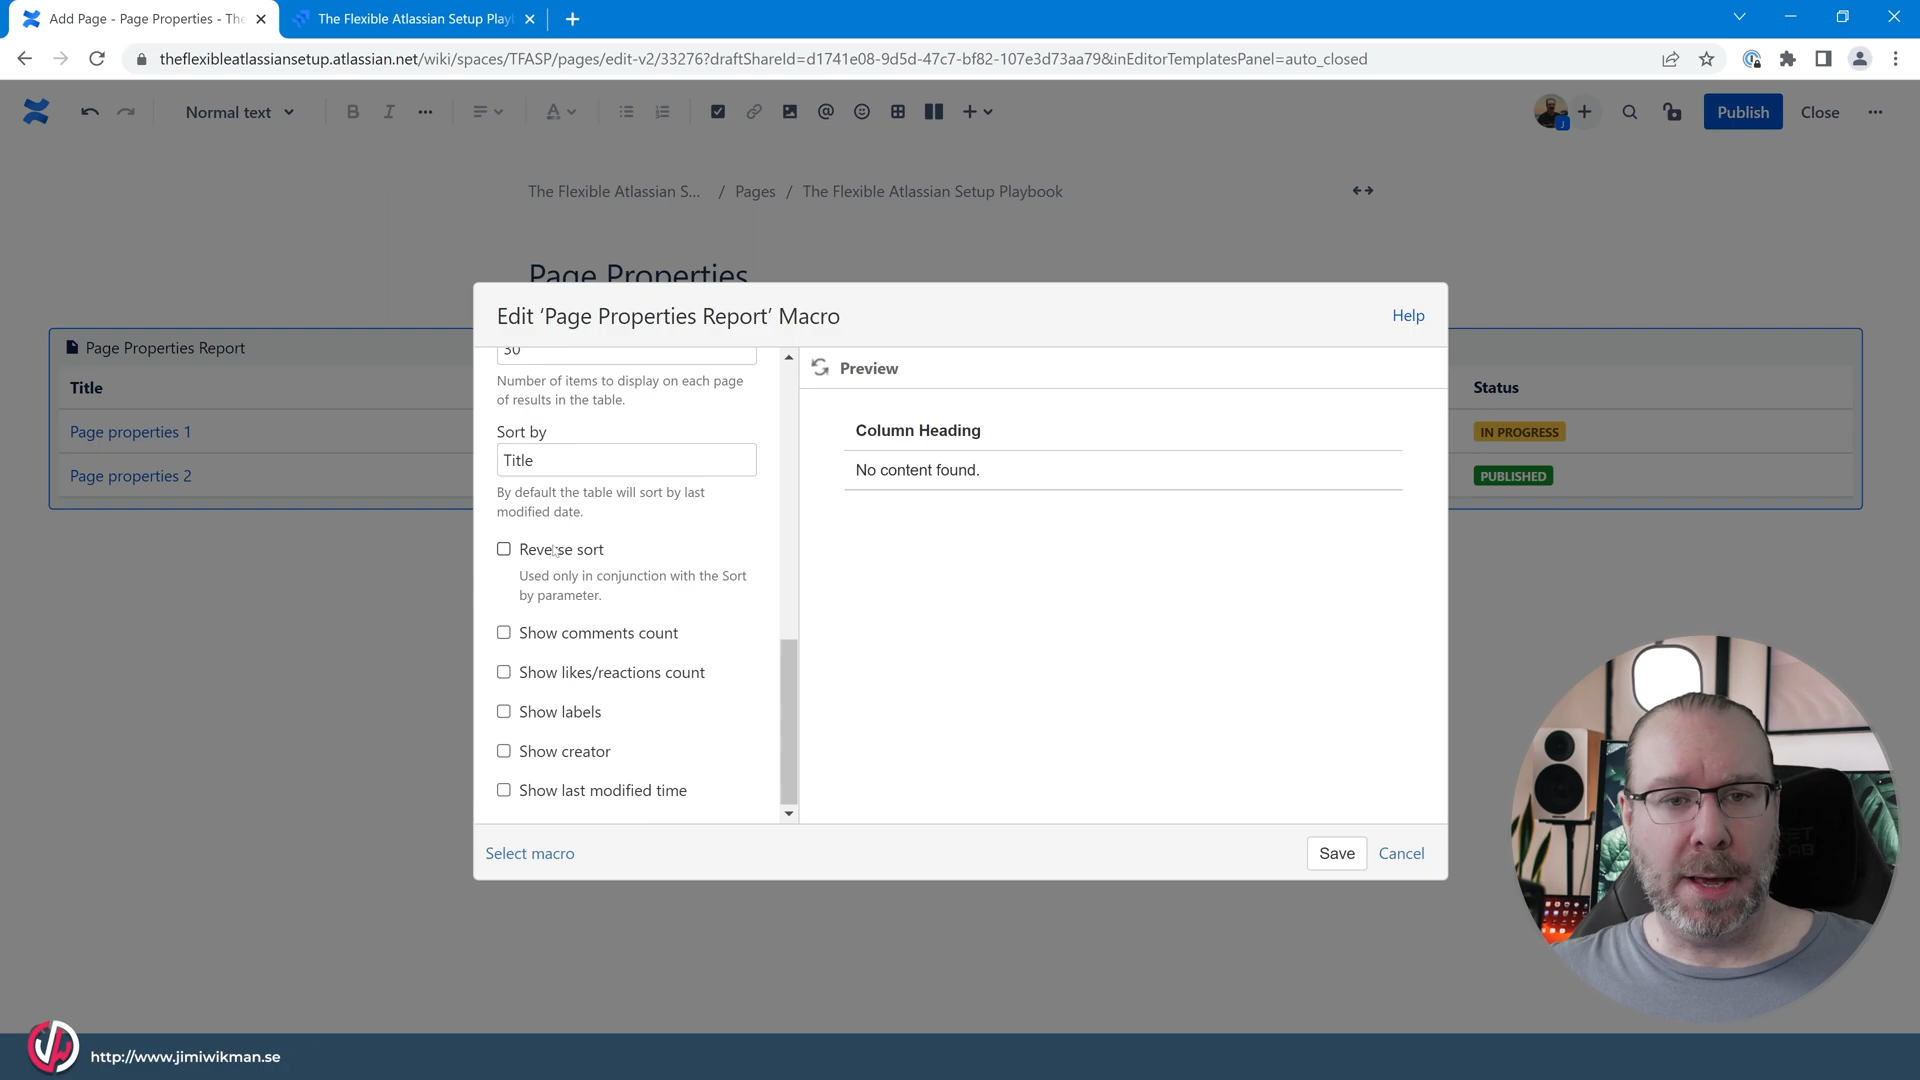 Add Page - Page Properties - The
The Flexible Atlassian Setup Play
theflexibleatlassiansetup.atlassian.net/wiki/spaces/TFASP/pages/edit-v2/33276?draftShareId=d1741e08-9d5d-47c7-bf82-107e3d73aa79&inEditorTemplatesPanel=auto_closed
Normal text
B I A
Publish
Close
J
The Flexible Atlassian S... / Pages / The Flexible Atlassian Setup Playbook
Page Properties
Edit ‘Page Properties Report’ Macro
Help
Page Properties Report
Title
Status
Page properties 1
IN PROGRESS
Page properties 2
PUBLISHED
30
Number of items to display on each page
of results in the table.
Sort by
Title
By default the table will sort by last
modified date.
Reverse sort
Used only in conjunction with the Sort
by parameter.
Show comments count
Show likes/reactions count
Show labels
Show creator
Show last modified time
Preview
Column Heading
No content found.
Select macro
Save
Cancel
http://www.jimiwikman.se